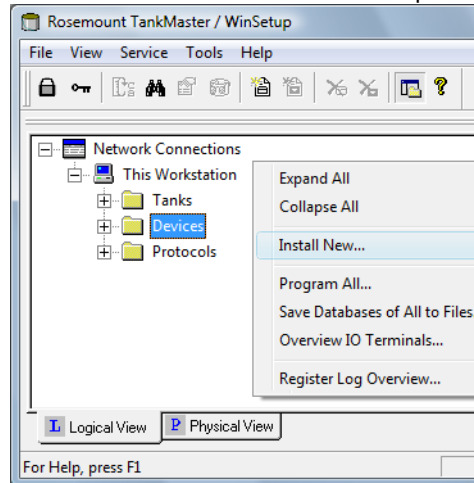 Rosemount TankMaster / WinSetup
File View Service Tools Help
Network Connections
This Workstation
Tanks
Devices
Protocols
Expand All
Collapse All
Install New...
Program All...
Save Databases of All to Files
Overview IO Terminals...
Register Log Overview...
L Logical View P Physical View
For Help, press F1